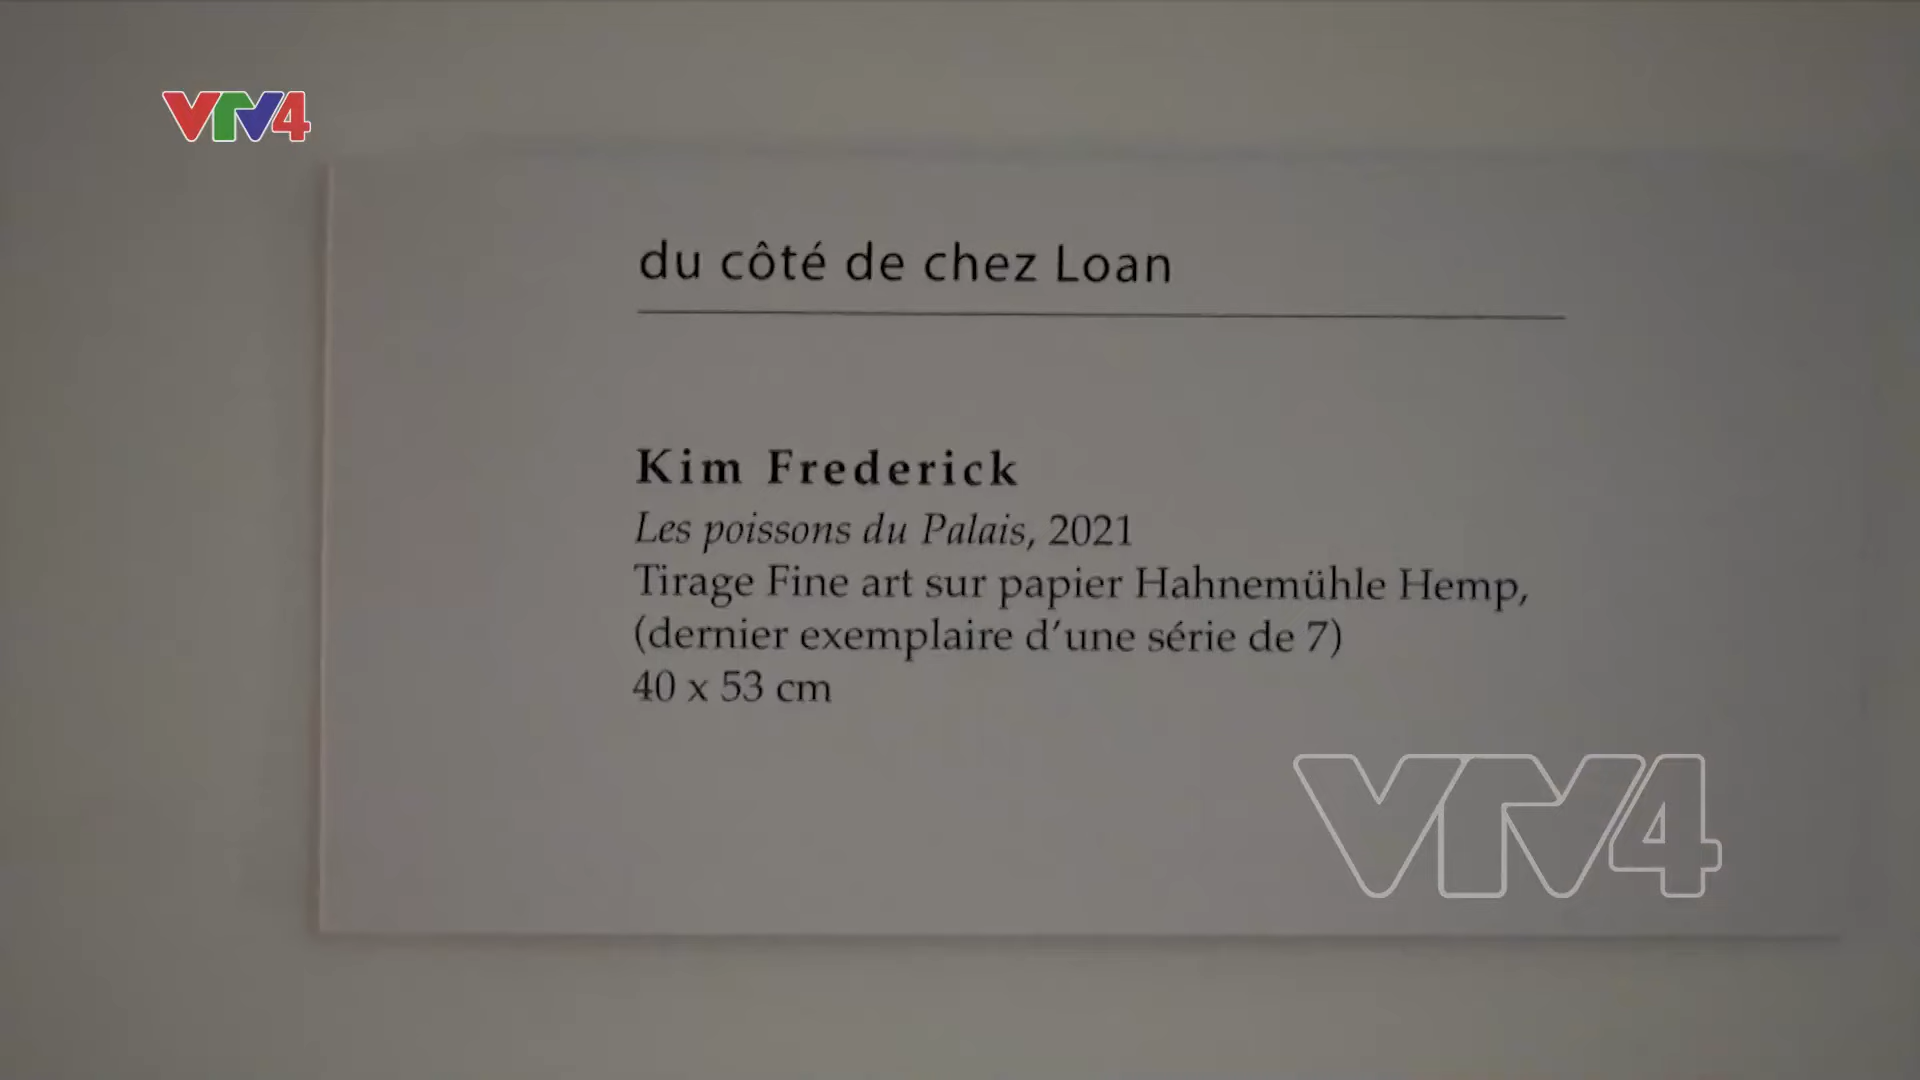 VTV4
du côté de chez Loan
Kim Frederick
Les poissons du Palais, 2021
Tirage Fine art sur papier Hahnemühle Hemp,
(dernier exemplaire d'une série de 7)
40 x 53 cm
VTV4